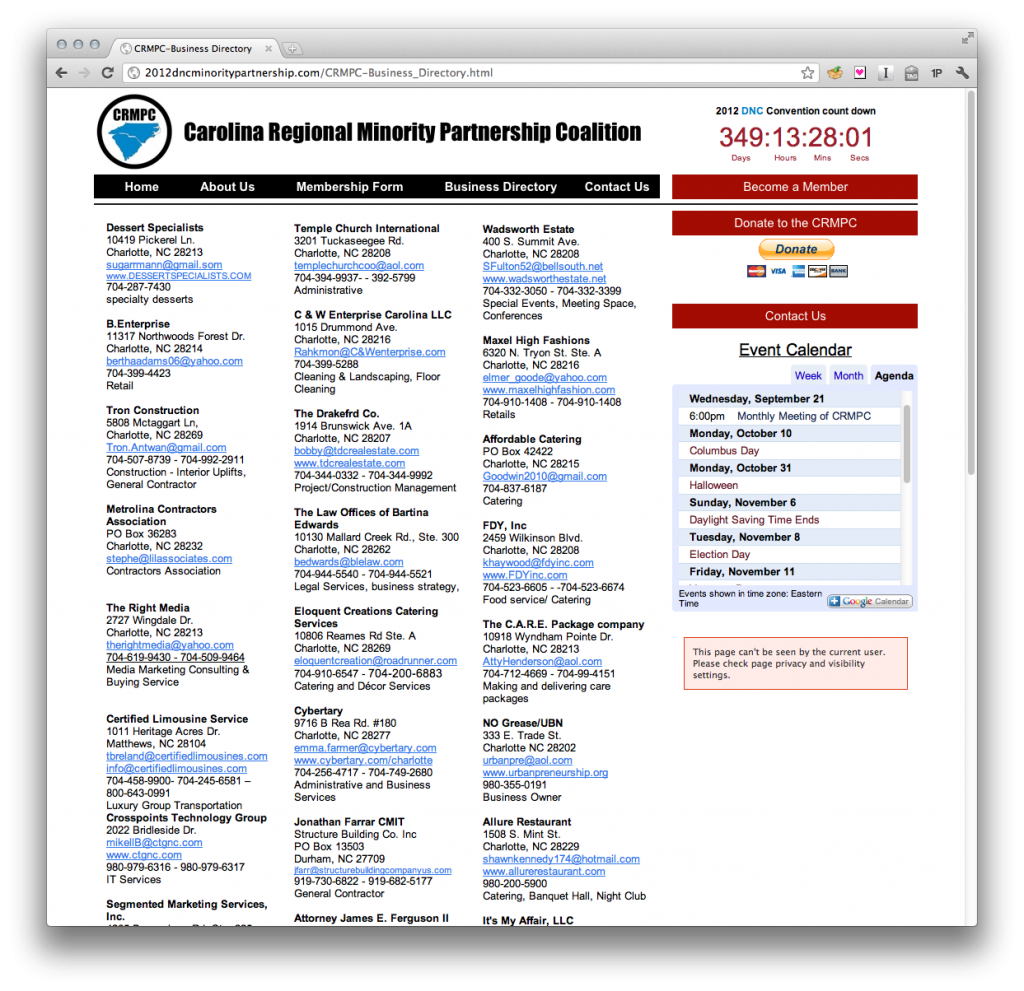 CRMPC-Business Directory
2012dncminoritypartnership.com/CRMPC-Business_Directory.html
1P
CRMPC
Carolina Regional Minority Partnership Coalition
2012 DNC Convention count down
349:13:28:01
Days Hours Mins Secs
Home About Us Membership Form Business Directory Contact Us
Become a Member
Dessert Specialists
10419 Pickerel Ln.
Charlotte, NC 28213
sugarrmann@gmail.som
www.DESSERTSPECIALISTS.COM
704-287-7430
specialty desserts
B.Enterprise
11317 Northwoods Forest Dr.
Charlotte, NC 28214
berthaadams06@yahoo.com
704-399-4423
Retail
Tron Construction
5808 Mctaggart Ln,
Charlotte, NC 28269
Tron.Antwan@gmail.com
704-507-8739 - 704-992-2911
Construction - Interior Uplifts,
General Contractor
Metrolina Contractors
Association
PO Box 36283
Charlotte, NC 28232
stephe@lilassociates.com
Contractors Association
The Right Media
2727 Wingdale Dr.
Charlotte, NC 28213
therightmedia@yahoo.com
704-619-9430 - 704-509-9464
Media Marketing Consulting &
Buying Service
Certified Limousine Service
1011 Heritage Acres Dr.
Matthews, NC 28104
tbreland@certifiedlimousines.com
info@certifiedlimousines.com
704-458-9900- 704-245-6581 –
800-643-0991
Luxury Group Transportation
Crosspoints Technology Group
2022 Bridleside Dr.
mikellB@ctgnc.com
www.ctgnc.com
980-979-6316 - 980-979-6317
IT Services
Segmented Marketing Services,
Inc.
Temple Church International
3201 Tuckaseegee Rd.
Charlotte, NC 28208
templechurchcoo@aol.com
704-394-9937- - 392-5799
Administrative
C & W Enterprise Carolina LLC
1015 Drummond Ave.
Charlotte, NC 28216
Rahkmon@C&Wenterprise.com
704-399-5288
Cleaning & Landscaping, Floor
Cleaning
The Drakefrd Co.
1914 Brunswick Ave. 1A
Charlotte, NC 28207
bobby@tdcrealestate.com
www.tdcrealestate.com
704-344-0332 - 704-344-9992
Project/Construction Management
The Law Offices of Bartina
Edwards
10130 Mallard Creek Rd., Ste. 300
Charlotte, NC 28262
bedwards@blelaw.com
704-944-5540 - 704-944-5521
Legal Services, business strategy,
Eloquent Creations Catering
Services
10806 Reames Rd Ste. A
Charlotte, NC 28269
eloquentcreation@roadrunner.com
704-910-6547 - 704-200-6883
Catering and Décor Services
Cybertary
9716 B Rea Rd. #180
Charlotte, NC 28277
emma.farmer@cybertary.com
www.cybertary.com/charlotte
704-256-4717 - 704-749-2680
Administrative and Business
Services
Jonathan Farrar CMIT
Structure Building Co. Inc
PO Box 13503
Durham, NC 27709
jfarr@structurebuildingcompanyus.com
919-730-6822 - 919-682-5177
General Contractor
Attorney James E. Ferguson II
Wadsworth Estate
400 S. Summit Ave.
Charlotte, NC 28208
SFulton52@bellsouth.net
www.wadsworthestate.net
704-332-3050 - 704-332-3399
Special Events, Meeting Space,
Conferences
Maxel High Fashions
6320 N. Tryon St. Ste. A
Charlotte, NC 28216
elmer_goode@yahoo.com
www.maxelhighfashion.com
704-910-1408 - 704-910-1408
Retails
Affordable Catering
PO Box 42422
Charlotte, NC 28215
Goodwin2010@gmail.com
704-837-6187
Catering
FDY, Inc
2459 Wilkinson Blvd.
Charlotte, NC 28208
khaywood@fdyinc.com
www.FDYinc.com
704-523-6605 - -704-523-6674
Food service/ Catering
The C.A.R.E. Package company
10918 Wyndham Pointe Dr.
Charlotte, NC 28213
AttyHenderson@aol.com
704-712-4669 - 704-99-4151
Making and delivering care
packages
NO Grease/UBN
333 E. Trade St.
Charlotte NC 28202
urbanpre@aol.com
www.urbanpreneurship.org
980-355-0191
Business Owner
Allure Restaurant
1508 S. Mint St.
Charlotte, NC 28229
shawnkennedy174@hotmail.com
www.allurerestaurant.com
980-200-5900
Catering, Banquet Hall, Night Club
It's My Affair, LLC
Donate to the CRMPC
Donate
VISA
BANK
Contact Us
Event Calendar
Week Month Agenda
Wednesday, September 21
6:00pm Monthly Meeting of CRMPC
Monday, October 10
Columbus Day
Monday, October 31
Halloween
Sunday, November 6
Daylight Saving Time Ends
Tuesday, November 8
Election Day
Friday, November 11
Events shown in time zone: Eastern
Time
Google Calendar
This page can't be seen by the current user.
Please check page privacy and visibility
settings.